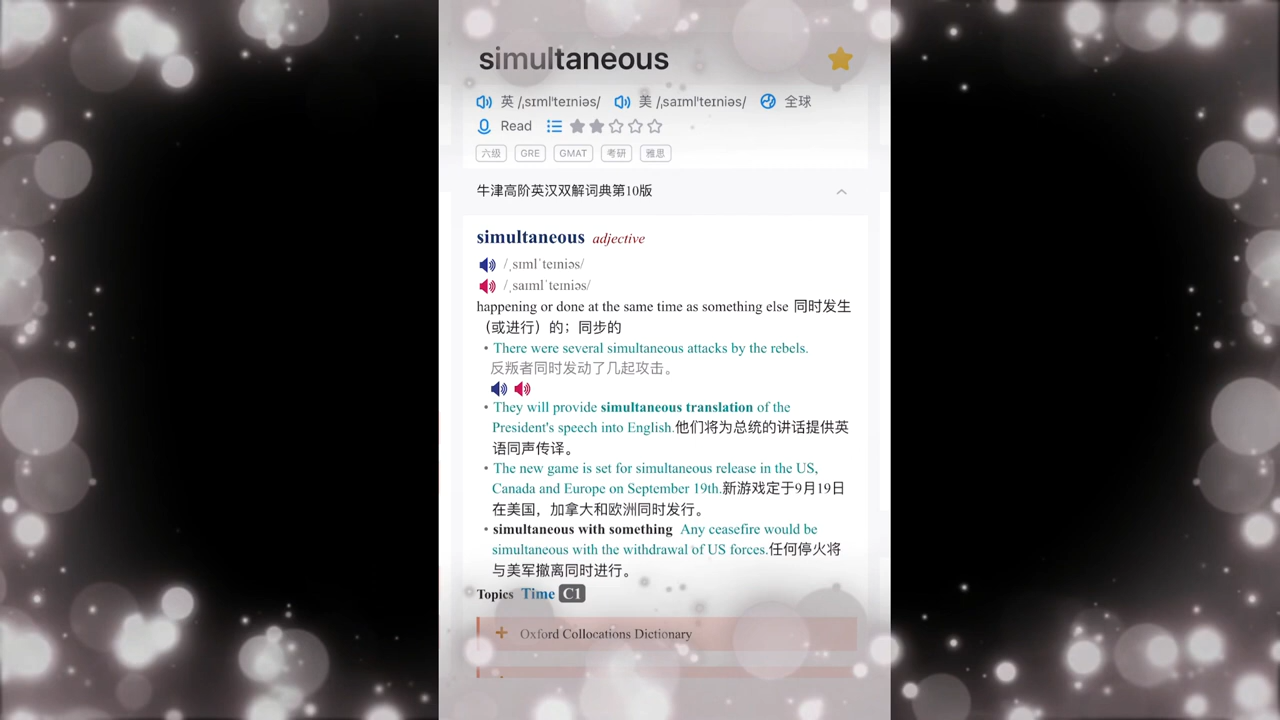 simultaneous
英 /ˌsɪml'teɪniəs/ 美 /ˌsaɪml'teɪniəs/ 全球
Read
六级 GRE GMAT 考研 雅思
牛津高阶英汉双解词典第10版
simultaneous adjective
/ˌsɪmlˈteɪniəs/
/ˌsaɪmlˈteɪniəs/
happening or done at the same time as something else 同时发生
（或进行）的；同步的
• There were several simultaneous attacks by the rebels.
反叛者同时发动了几起攻击。
• They will provide simultaneous translation of the
President's speech into English.他们将为总统的讲话提供英
语同声传译。
• The new game is set for simultaneous release in the US,
Canada and Europe on September 19th.新游戏定于9月19日
在美国，加拿大和欧洲同时发行。
• simultaneous with something Any ceasefire would be
simultaneous with the withdrawal of US forces.任何停火将
与美军撤离同时进行。
Topics Time C1
+ Oxford Collocations Dictionary